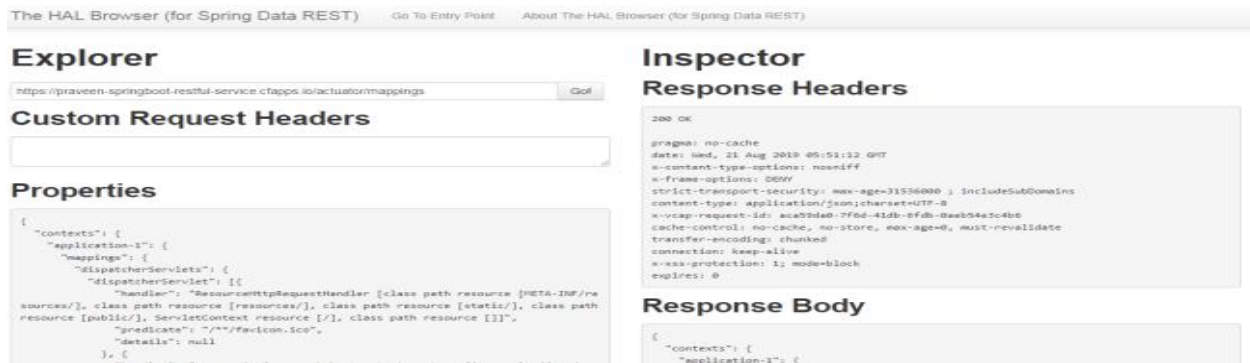 The HAL Browser (for Spring Data REST) Go To Entry Point About The HAL Browser (for Spring Data REST)
Explorer
https://praveen-springboot-restful-service.cfapps.io/actuator/mappings Go!
Custom Request Headers
Properties
{
"contexts": {
"application-1": {
"mappings": {
"dispatcherServlets": {
"dispatcherServlet": [{
"handler": "ResourceHttpRequestHandler [class path resource [META-INF/re
sources/], class path resource [resources/], class path resource [static/], class path
resource [public/], ServletContext resource [/], class path resource []]",
"predicate": "/**/favicon.ico",
"details": null
}, {
Inspector
Response Headers
200 OK
pragma: no-cache
date: Wed, 21 Aug 2019 05:51:12 GMT
x-content-type-options: nosniff
x-frame-options: DENY
strict-transport-security: max-age=31536000 ; includeSubDomains
content-type: application/json;charset=UTF-8
x-vcap-request-id:
cache-control: no-cache, no-store, max-age=0, must-revalidate
transfer-encoding: chunked
connection: keep-alive
x-xss-protection: 1; mode=block
expires: 0
Response Body
{
"contexts": {
"application-1": {